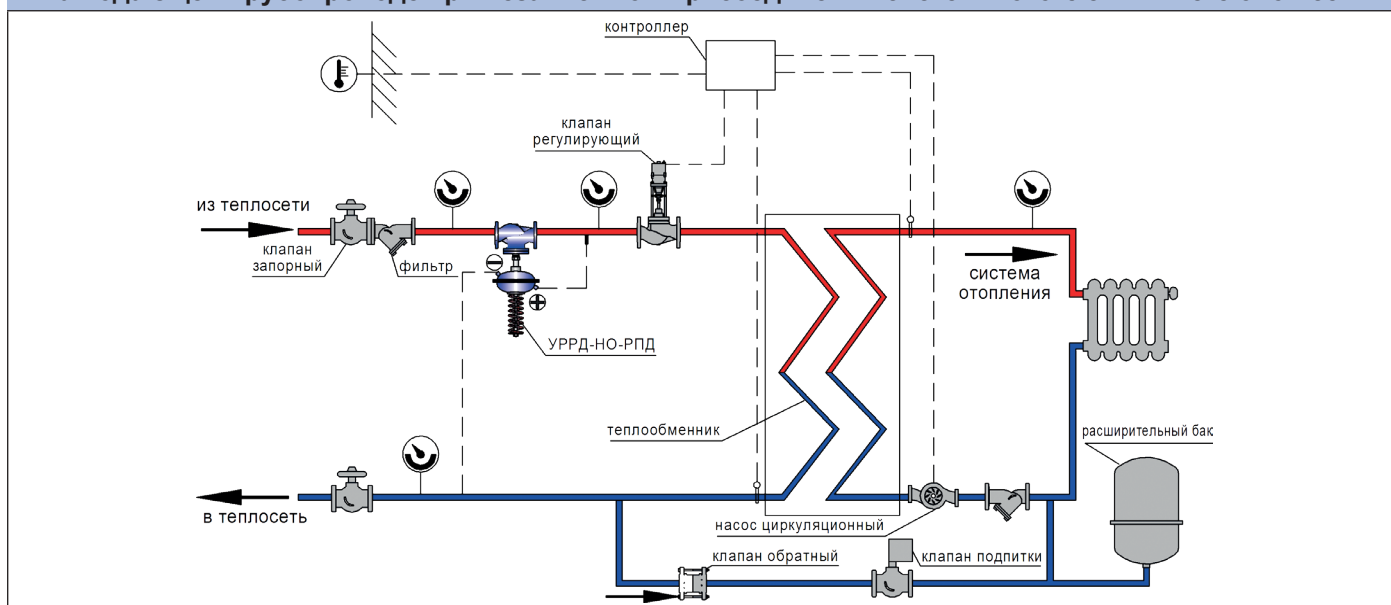 контроллер
клапан
регулирующий
из теплосети
клапан
запорный
фильтр
УРРД-НО-РПД
система
отопления
теплообменник
расширительный бак
в теплосеть
насос циркуляционный
клапан обратный
клапан подпитки